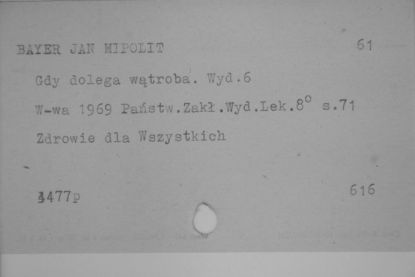 BAYER JAN HIPOLIT 61
Gdy dolega wątroba. Wyd.6
W-wa 1969 Państw.Zakł.Wyd.Lek.8° s.71
Zdrowie dla Wszystkich
4477p 616